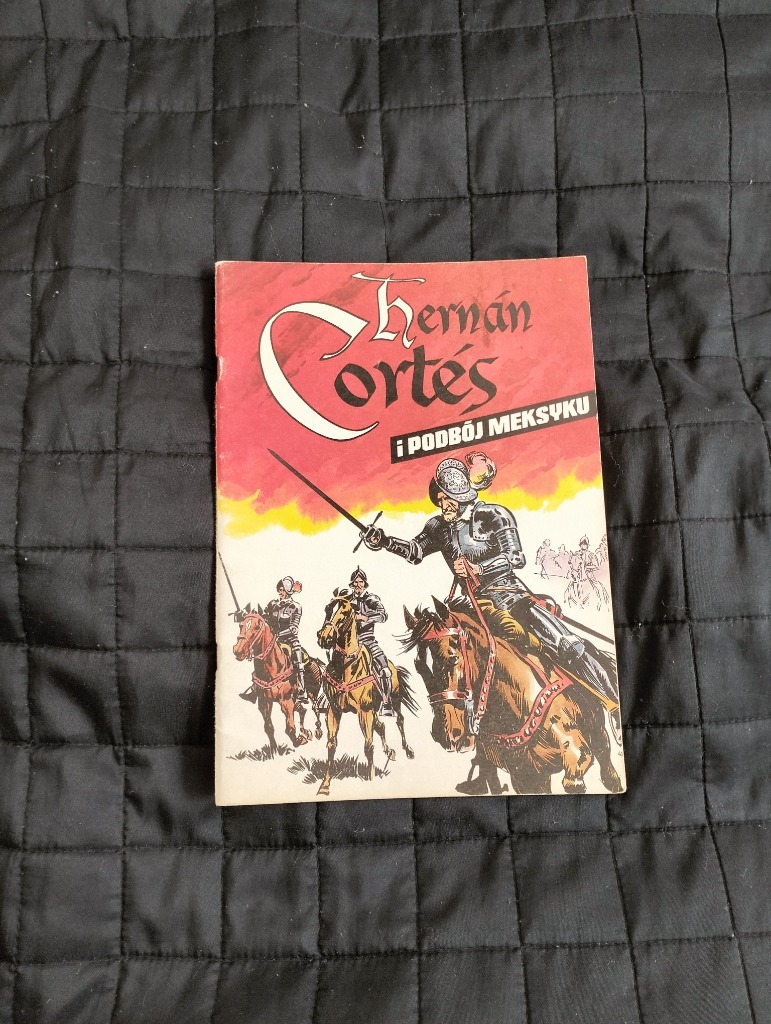 Hernán
Cortés
i PODBÓJ MEKSYKU